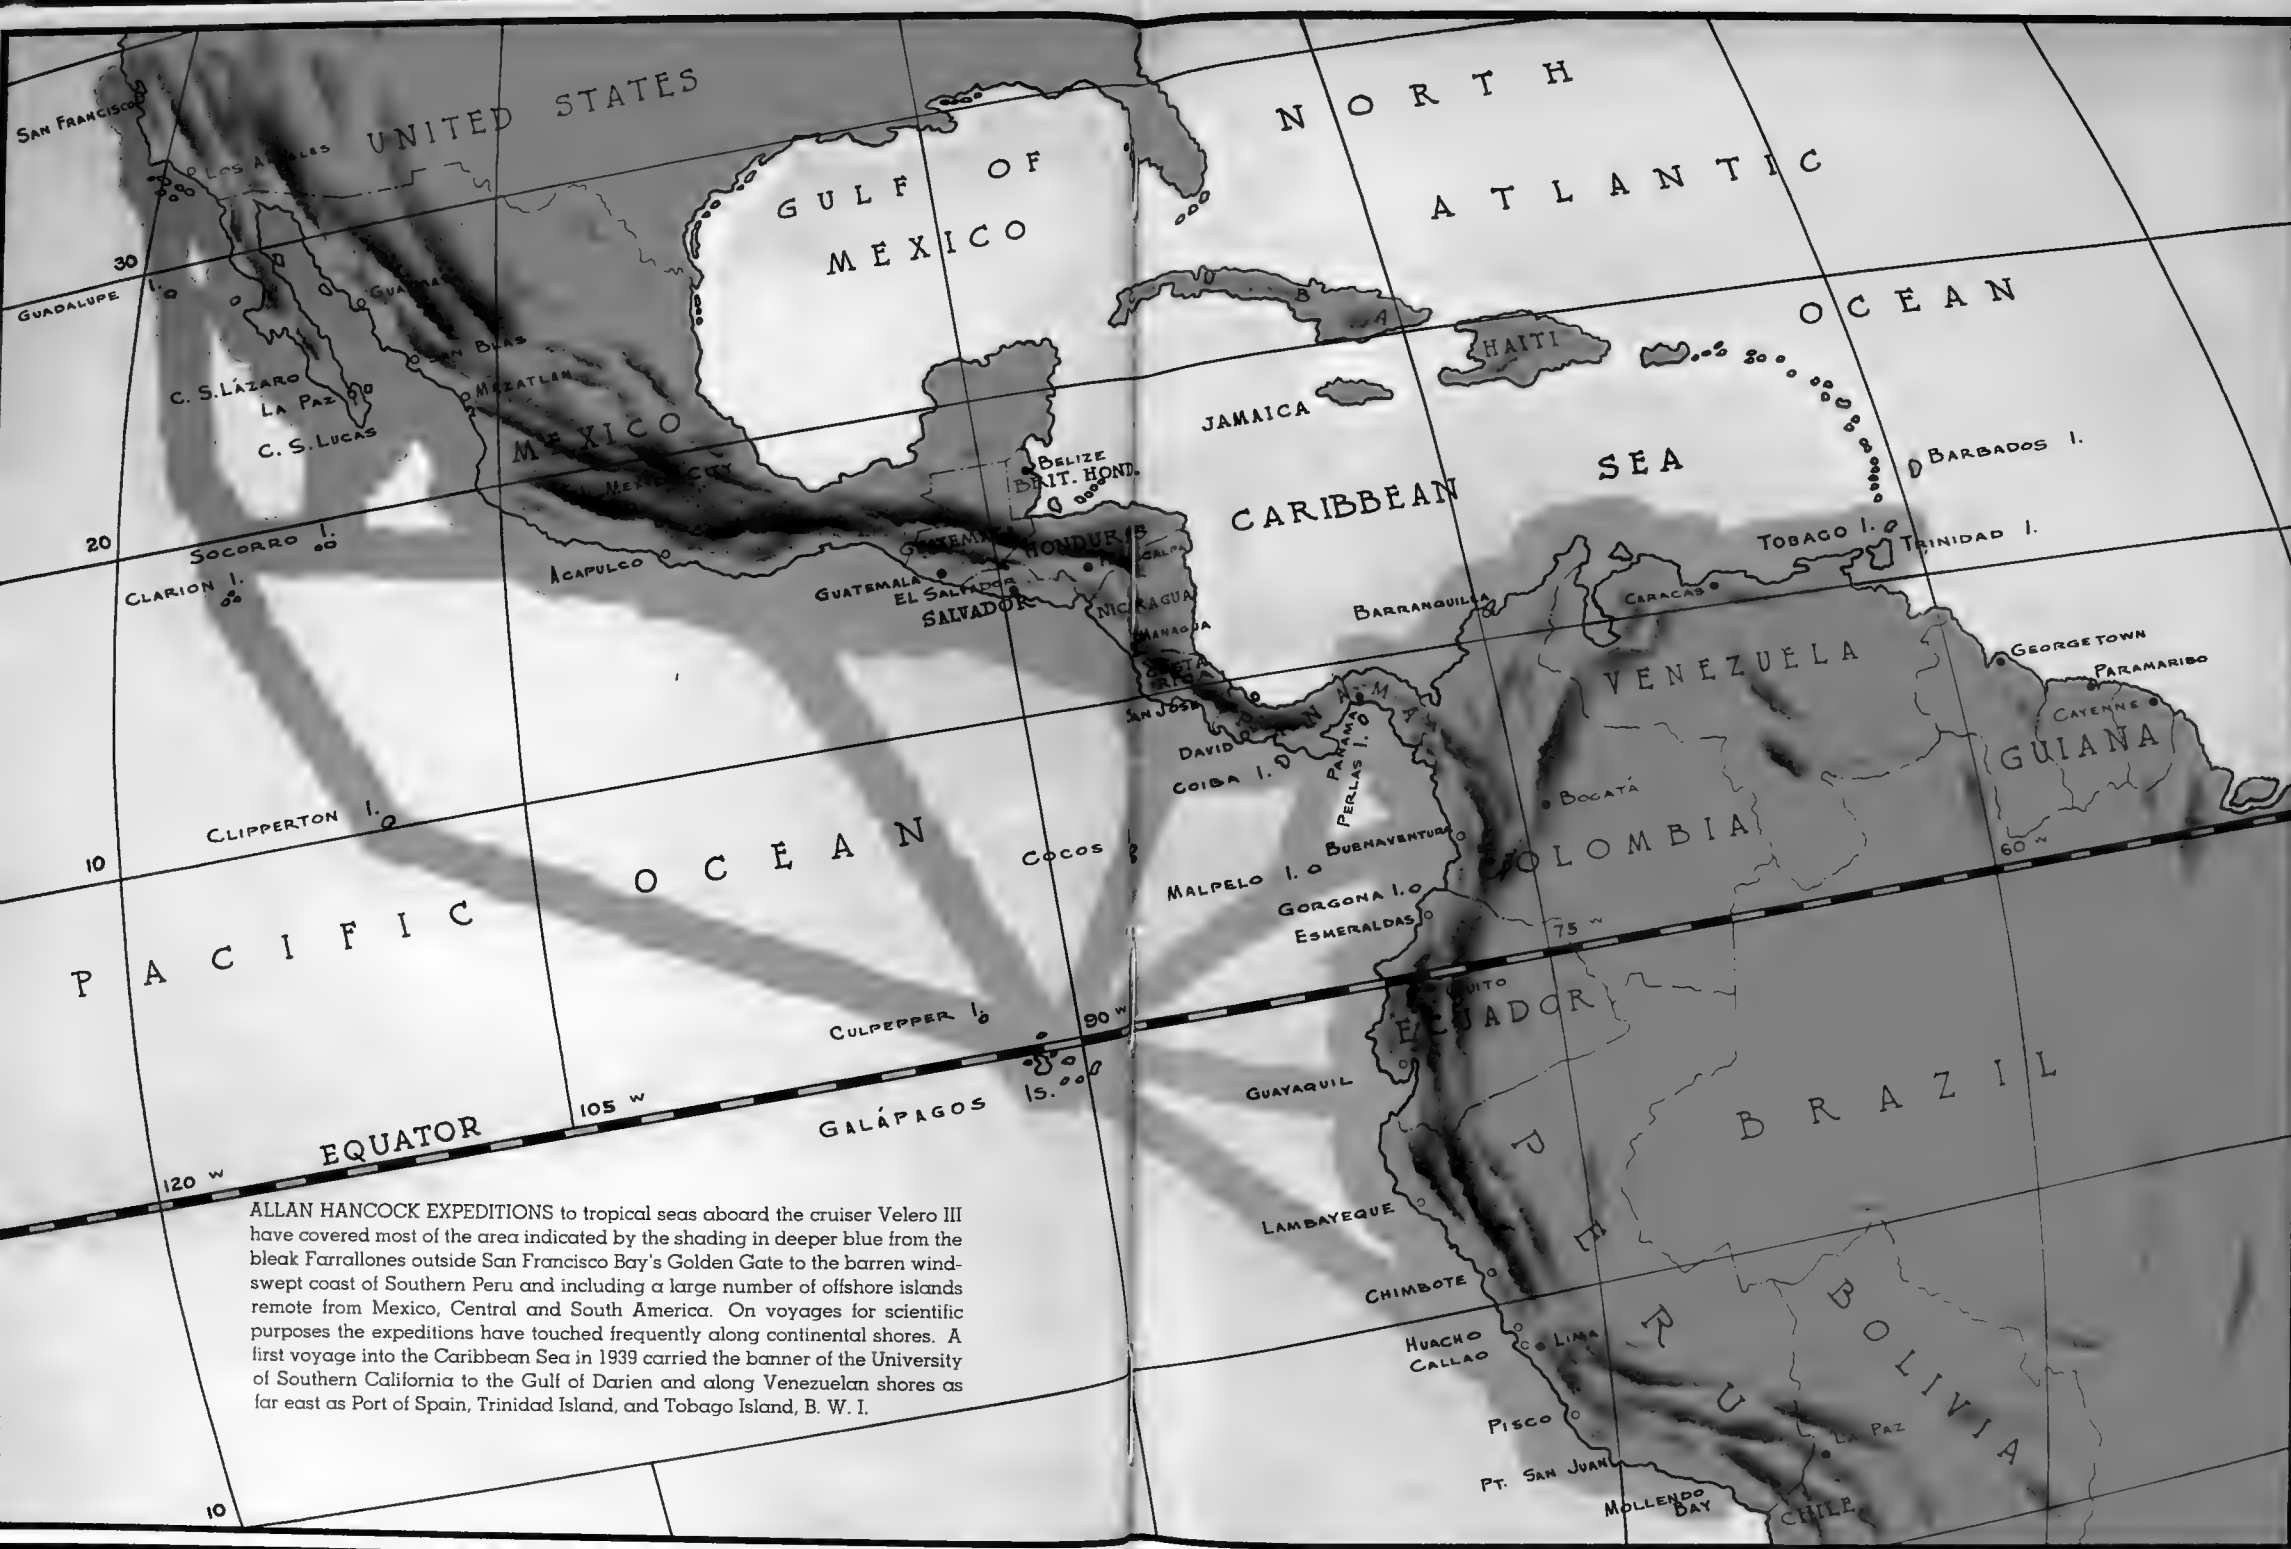 SAN FRANCISCO
LOS ANGELES
UNITED STATES
GULF OF
MEXICO
NORTH
ATLANTIC
OCEAN
30
GUADALUPE I.
GUAYMAS
SAN BLAS
MEZATLAN
C. S. LÁZARO
LA PAZ
C. S. LUCAS
MEXICO
MEXICO CITY
CUBA
HAITI
JAMAICA
CARIBBEAN
SEA
BARBADOS I.
TOBAGO I.
TRINIDAD I.
BELIZE
BRIT. HOND.
20
SOCORRO I.
CLARION I.
ACAPULCO
GUATEMALA
HONDURAS
GUATEMALA
EL SALVADOR
SALVADOR
NICARAGUA
MANAGUA
COSTA
RICA
SAN JOSE
PANAMA
DAVID
COIBA I.
PANAMA
PERLAS I.
BARRANQUILLA
CARACAS
VENEZUELA
GEORGETOWN
PARAMARIBO
CAYENNE
GUIANA
BOGATÁ
COLOMBIA
BUENAVENTURA
MALPELO I.
GORGONA I.
ESMERALDAS
COCOS
CLIPPERTON I.
10
PACIFIC
OCEAN
CULPEPPER I.
90 W
75 W
60 W
QUITO
ECUADOR
GUAYAQUIL
GALÁPAGOS IS.
EQUATOR
105 W
120 W
BRAZIL
PERU
BOLIVIA
LAMBAYEQUE
CHIMBOTE
HUACHO
CALLAO
LIMA
PISCO
PT. SAN JUAN
MOLLENDO
BAY
LA PAZ
CHILE
10
ALLAN HANCOCK EXPEDITIONS to tropical seas aboard the cruiser Velero III
have covered most of the area indicated by the shading in deeper blue from the
bleak Farrallones outside San Francisco Bay's Golden Gate to the barren wind-
swept coast of Southern Peru and including a large number of offshore islands
remote from Mexico, Central and South America. On voyages for scientific
purposes the expeditions have touched frequently along continental shores. A
first voyage into the Caribbean Sea in 1939 carried the banner of the University
of Southern California to the Gulf of Darien and along Venezuelan shores as
far east as Port of Spain, Trinidad Island, and Tobago Island, B. W. I.